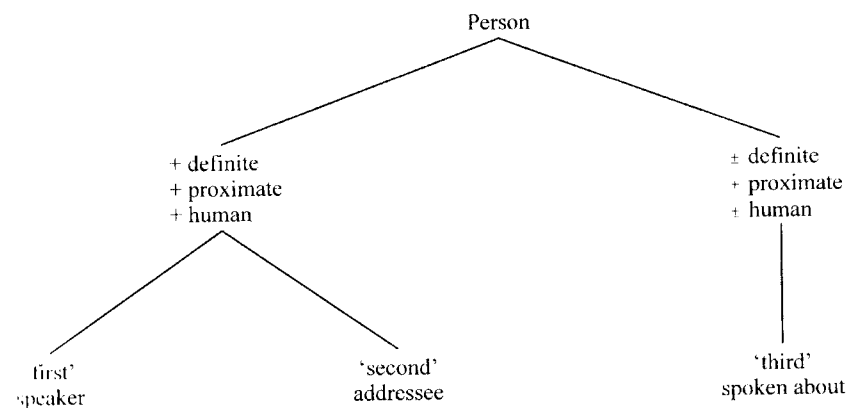 Person
+ definite
+ proximate
+ human
± definite
+ proximate
± human
first'
speaker
'second'
addressee
'third'
spoken about